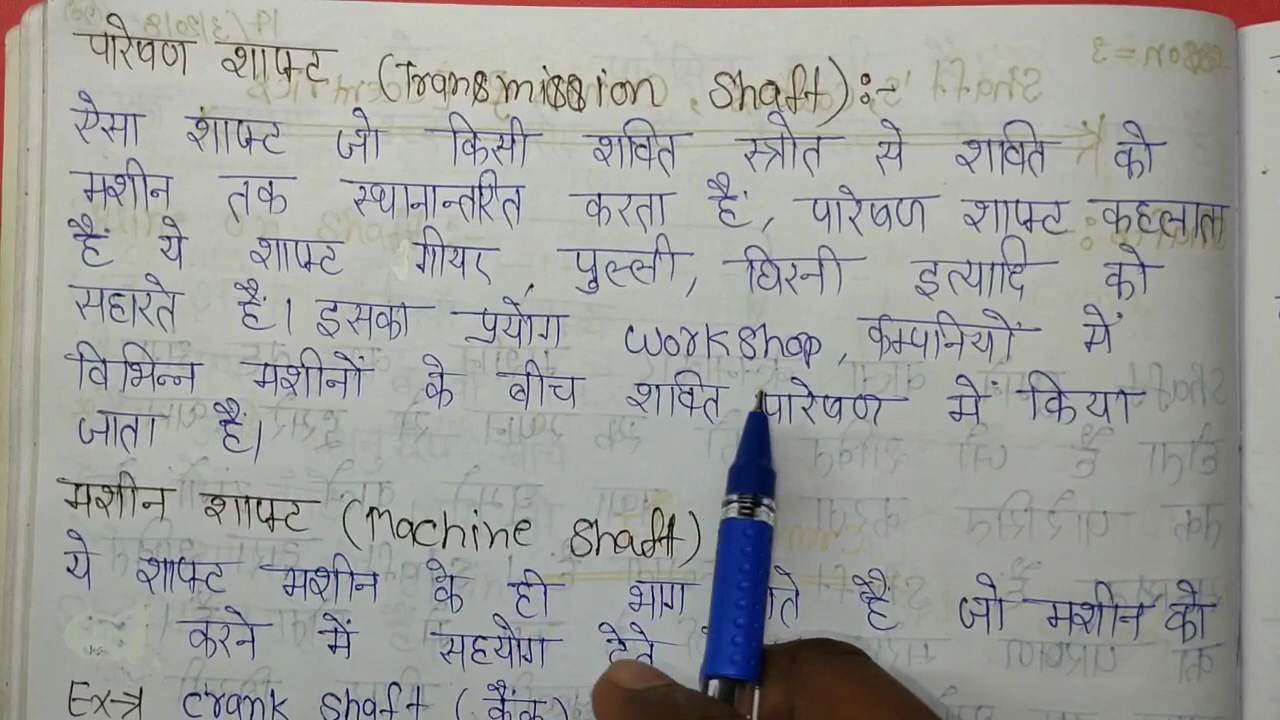 पारेषण शाफ्ट (Transmission Shaft):-
ऐसा शाफ्ट जो किसी शक्ति स्त्रोत से शक्ति को
मशीन तक स्थानान्तरित करता है, पारेषण शाफ्ट कहलाता
हैं ये शाफ्ट गीयर, पुल्ली, घिरनी इत्यादि को
सहारते हैं। इसका प्रयोग workshop, कम्पनियों में
विभिन्न मशीनों के बीच शक्ति पारेषण में किया
जाता है।
मशीन शाफ्ट (Machine Shaft)
ये शाफ्ट मशीन के ही भाग हैं जो मशीन को
करने में सहयोग देते
Ex→ crank shaft (क्रैंक)